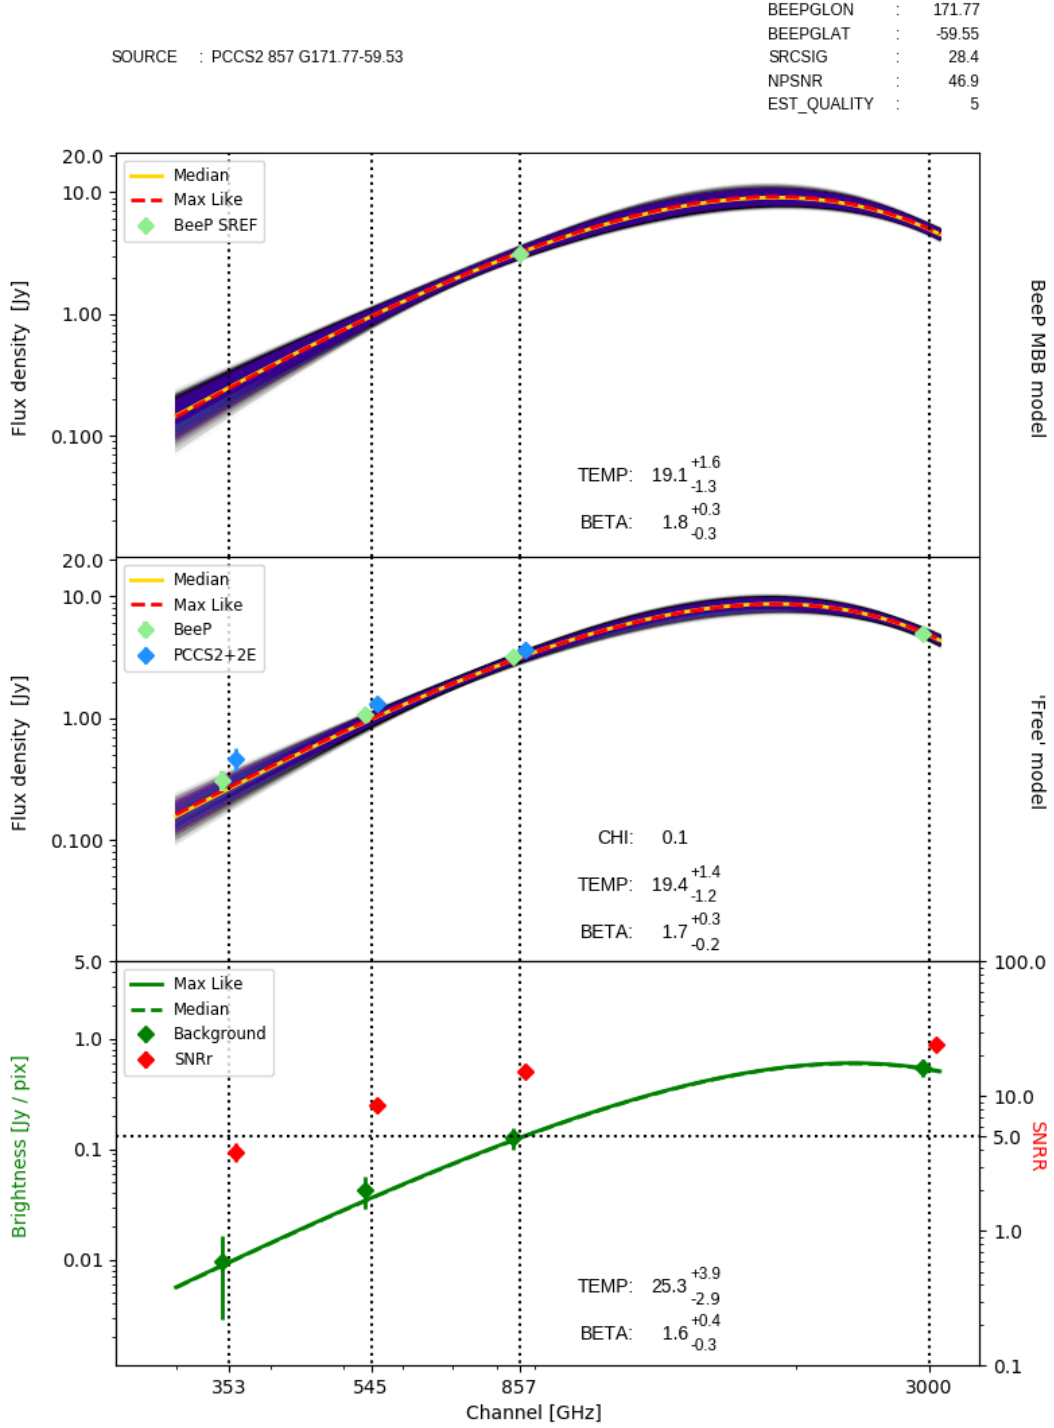 BEEPGLON : 171.77
BEEPGLAT : -59.55
SOURCE : PCCS2 857 G171.77-59.53
SRCSIG : 28.4
NPSNR : 46.9
EST_QUALITY : 5
20.0
10.0
1.00
0.100
Flux density [Jy]
Median
Max Like
BeeP SREF
TEMP: 19.1 +1.6 -1.3
BETA: 1.8 +0.3 -0.3
BeeP MBB model
20.0
10.0
1.00
0.100
Flux density [Jy]
Median
Max Like
BeeP
PCCS2+2E
CHI: 0.1
TEMP: 19.4 +1.4 -1.2
BETA: 1.7 +0.3 -0.2
'Free' model
5.0
1.0
0.1
0.01
Brightness [Jy / pix]
Max Like
Median
Background
SNRr
TEMP: 25.3 +3.9 -2.9
BETA: 1.6 +0.4 -0.3
100.0
10.0
5.0
1.0
0.1
SNRR
353 545 857 3000
Channel [GHz]